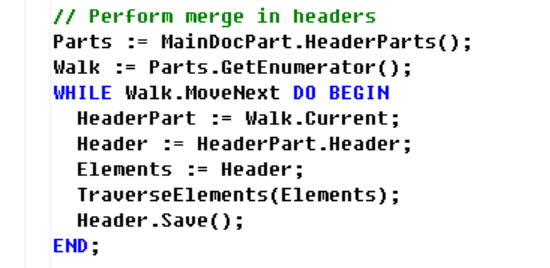 // Perform merge in headers
Parts := MainDocPart.HeaderParts();
Walk := Parts.GetEnumerator();
WHILE Walk.MoveNext DO BEGIN
  HeaderPart := Walk.Current;
  Header := HeaderPart.Header;
  Elements := Header;
  TraverseElements(Elements);
  Header.Save();
END;